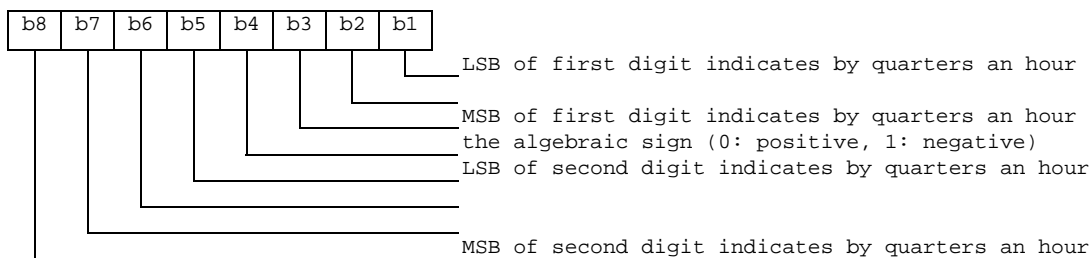 b8 b7 b6 b5 b4 b3 b2 b1
LSB of first digit indicates by quarters an hour
MSB of first digit indicates by quarters an hour
the algebraic sign (0: positive, 1: negative)
LSB of second digit indicates by quarters an hour
MSB of second digit indicates by quarters an hour